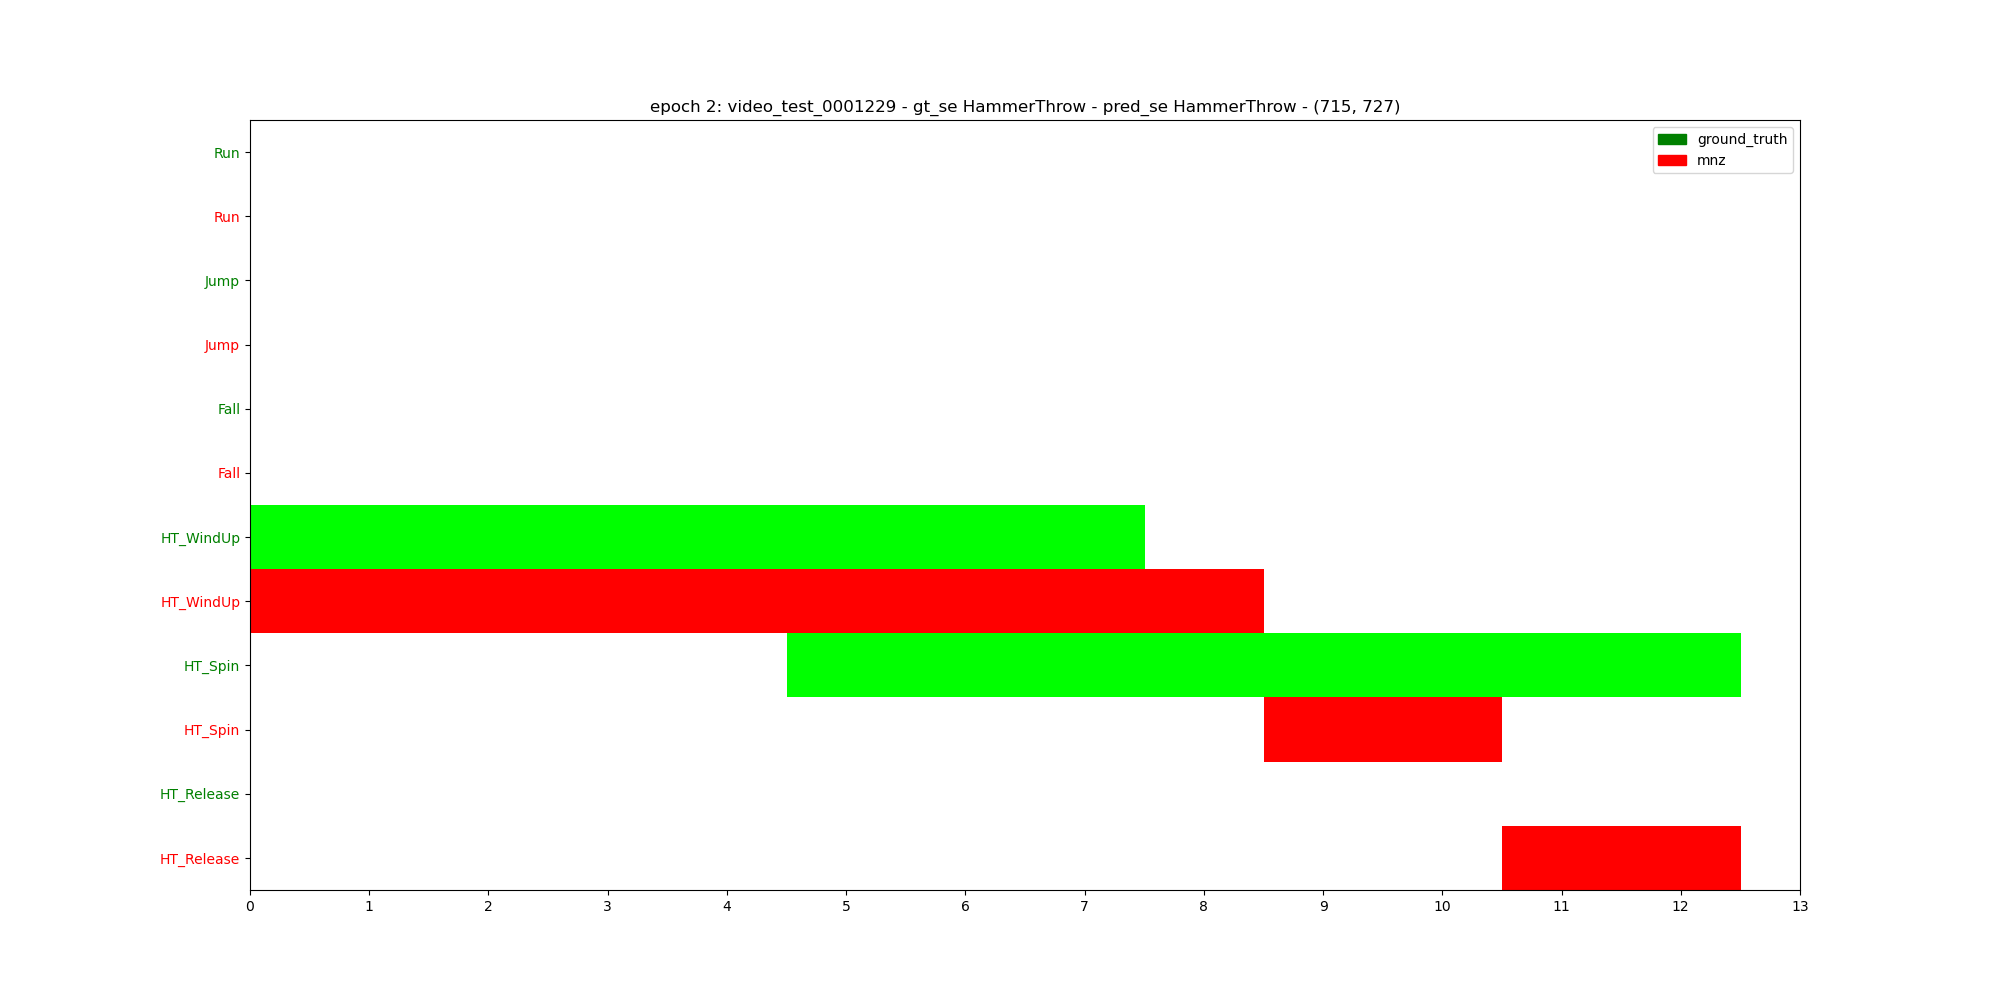 epoch 2: video_test_0001229 - gt_se HammerThrow - pred_se HammerThrow - (715, 727)
ground_truth
mnz
Run
Run
Jump
Jump
Fall
Fall
HT_WindUp
HT_WindUp
HT_Spin
HT_Spin
HT_Release
HT_Release
0 1 2 3 4 5 6 7 8 9 10 11 12 13